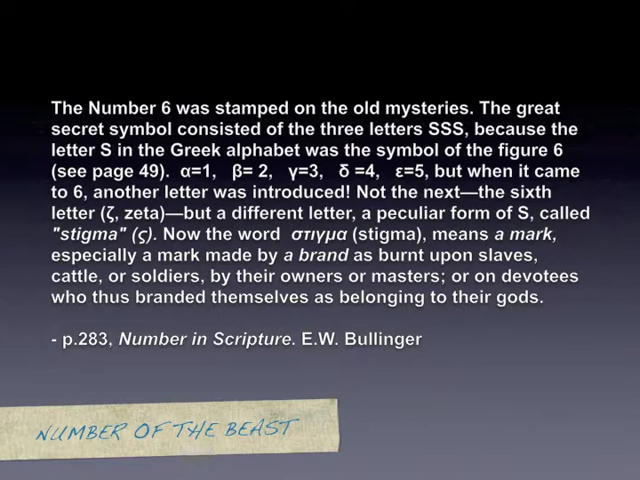 The Number 6 was stamped on the old mysteries. The great
secret symbol consisted of the three letters SSS, because the
letter S in the Greek alphabet was the symbol of the figure 6
(see page 49). α=1, β= 2, γ=3, δ =4, ε=5, but when it came
to 6, another letter was introduced! Not the next—the sixth
letter (ζ, zeta)—but a different letter, a peculiar form of S, called
"stigma" (ς). Now the word στιγμα (stigma), means a mark,
especially a mark made by a brand as burnt upon slaves,
cattle, or soldiers, by their owners or masters; or on devotees
who thus branded themselves as belonging to their gods.
- p.283, Number in Scripture. E.W. Bullinger
NUMBER OF THE BEAST